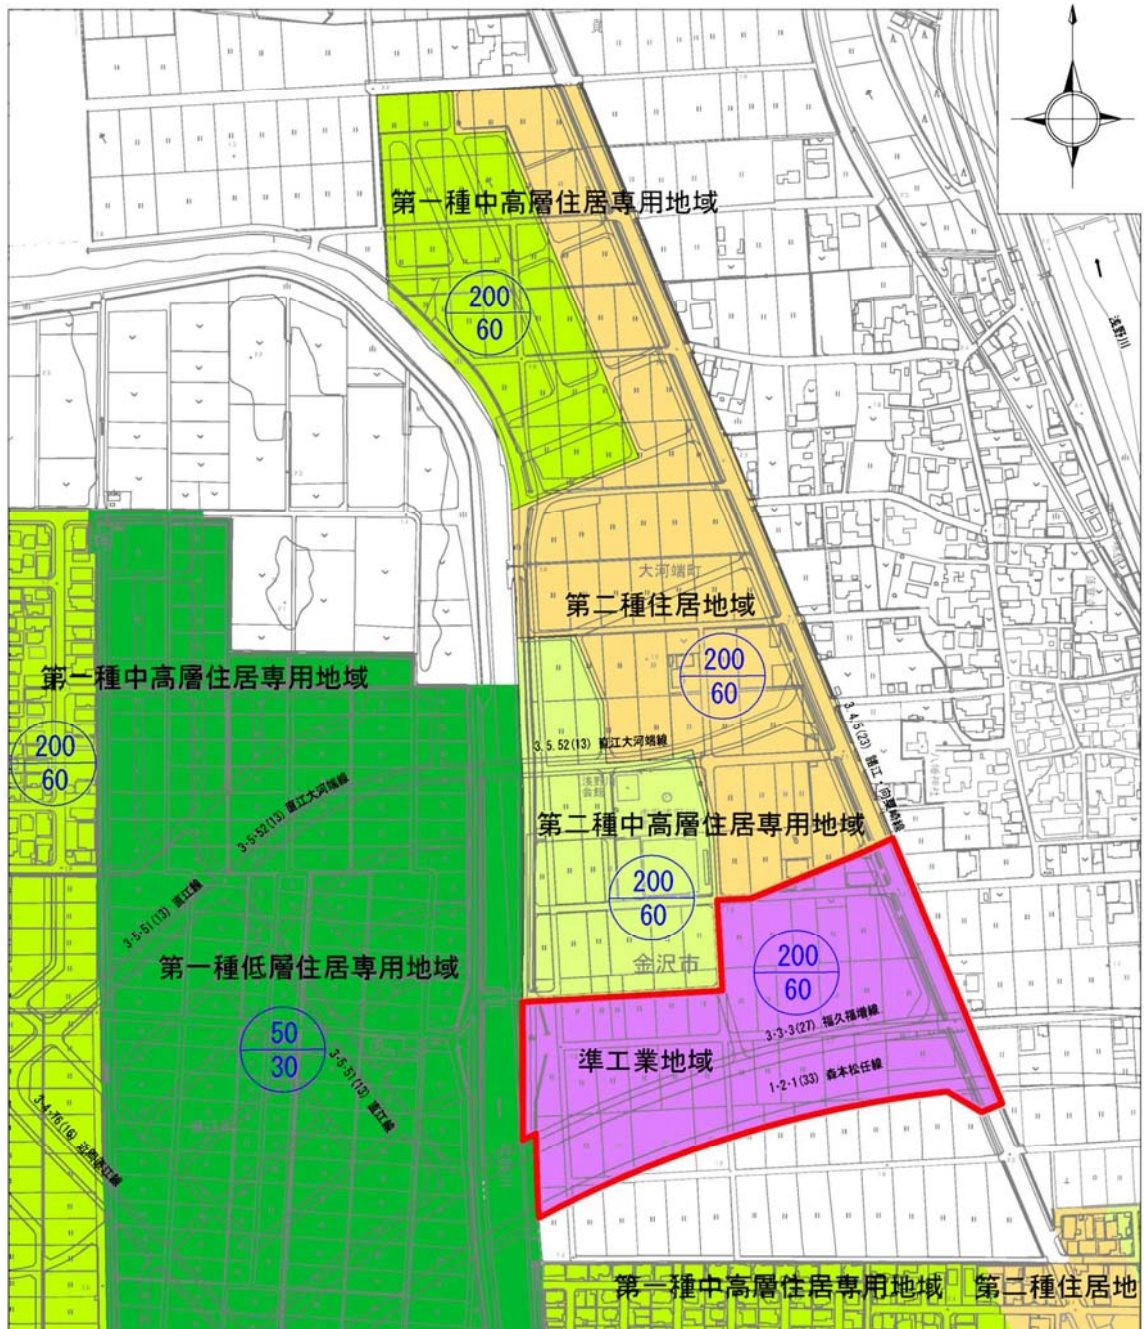 第一種中高層住居専用地域
200
60
浅野川
大河端町
第二種住居地域
200
60
第一種中高層住居専用地域
200
60
3.4.5(23) 諸江・向粟崎線
3.5.52(13) 直江大河端線
3-5-52(13) 直江大河端線
第二種中高層住居専用地域
200
60
3-5-51(13) 直江線
第一種低層住居専用地域
50
30
金沢市
200
60
3-3-3(27) 福久福増線
準工業地域
1-2-1(33) 森本松任線
3-5-51(13) 直江線
第一種中高層住居専用地域
第二種住居地